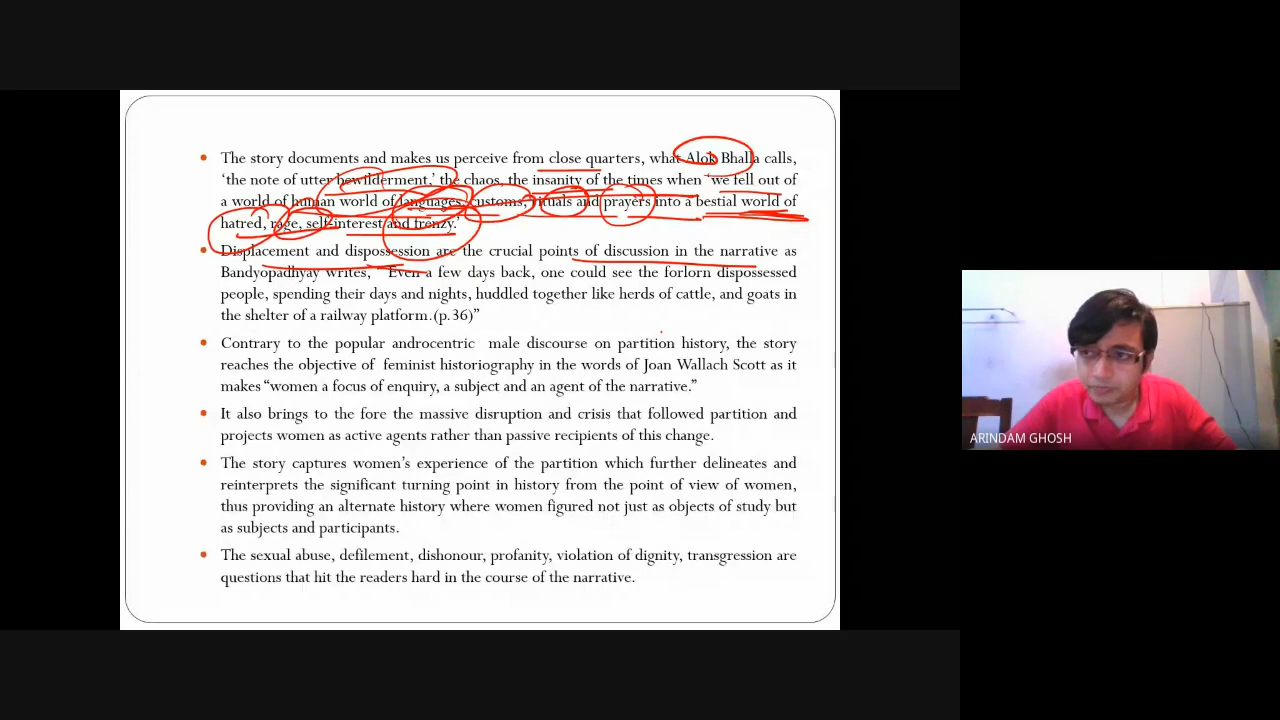 The story documents and makes us perceive from close quarters, what Alok Bhalla calls,
‘the note of utter bewilderment,’ the chaos, the insanity of the times when ‘we fell out of
a world of human world of languages, customs, rituals and prayers into a bestial world of
hatred, rage, self-interest and frenzy.’
Displacement and dispossession are the crucial points of discussion in the narrative as
Bandyopadhyay writes, “Even a few days back, one could see the forlorn dispossessed
people, spending their days and nights, huddled together like herds of cattle, and goats in
the shelter of a railway platform.(p.36)”
Contrary to the popular androcentric male discourse on partition history, the story
reaches the objective of feminist historiography in the words of Joan Wallach Scott as it
makes “women a focus of enquiry, a subject and an agent of the narrative.”
It also brings to the fore the massive disruption and crisis that followed partition and
projects women as active agents rather than passive recipients of this change.
The story captures women’s experience of the partition which further delineates and
reinterprets the significant turning point in history from the point of view of women,
thus providing an alternate history where women figured not just as objects of study but
as subjects and participants.
The sexual abuse, defilement, dishonour, profanity, violation of dignity, transgression are
questions that hit the readers hard in the course of the narrative.
ARINDAM GHOSH